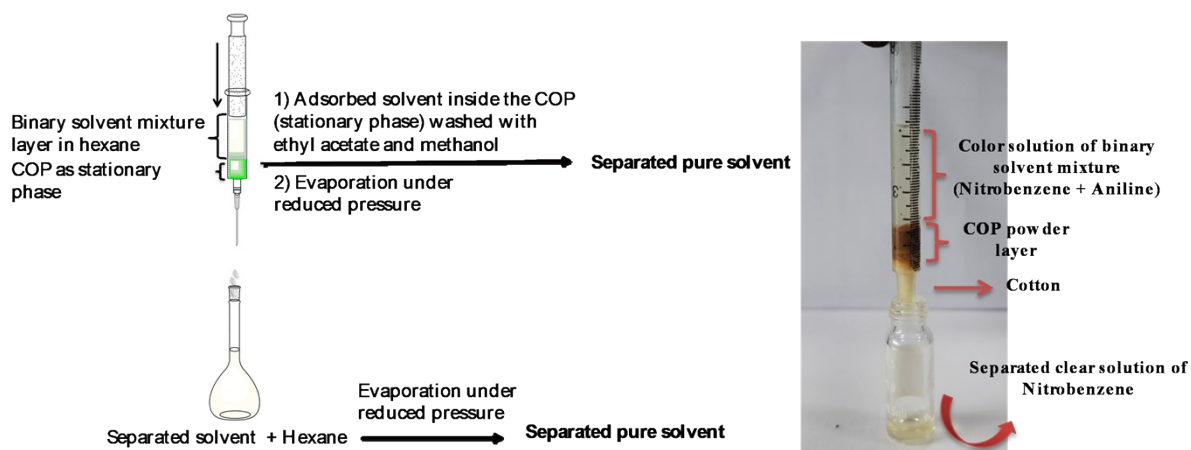 Binary solvent mixture
layer in hexane
COP as stationary
phase
1) Adsorbed solvent inside the COP
(stationary phase) washed with
ethyl acetate and methanol
2) Evaporation under
reduced pressure
Separated pure solvent
Separated solvent + Hexane
Evaporation under
reduced pressure
Separated pure solvent
Color solution of binary
solvent mixture
(Nitrobenzene + Aniline)
.3
COP powder
layer
Cotton
Separated clear solution of
Nitrobenzene